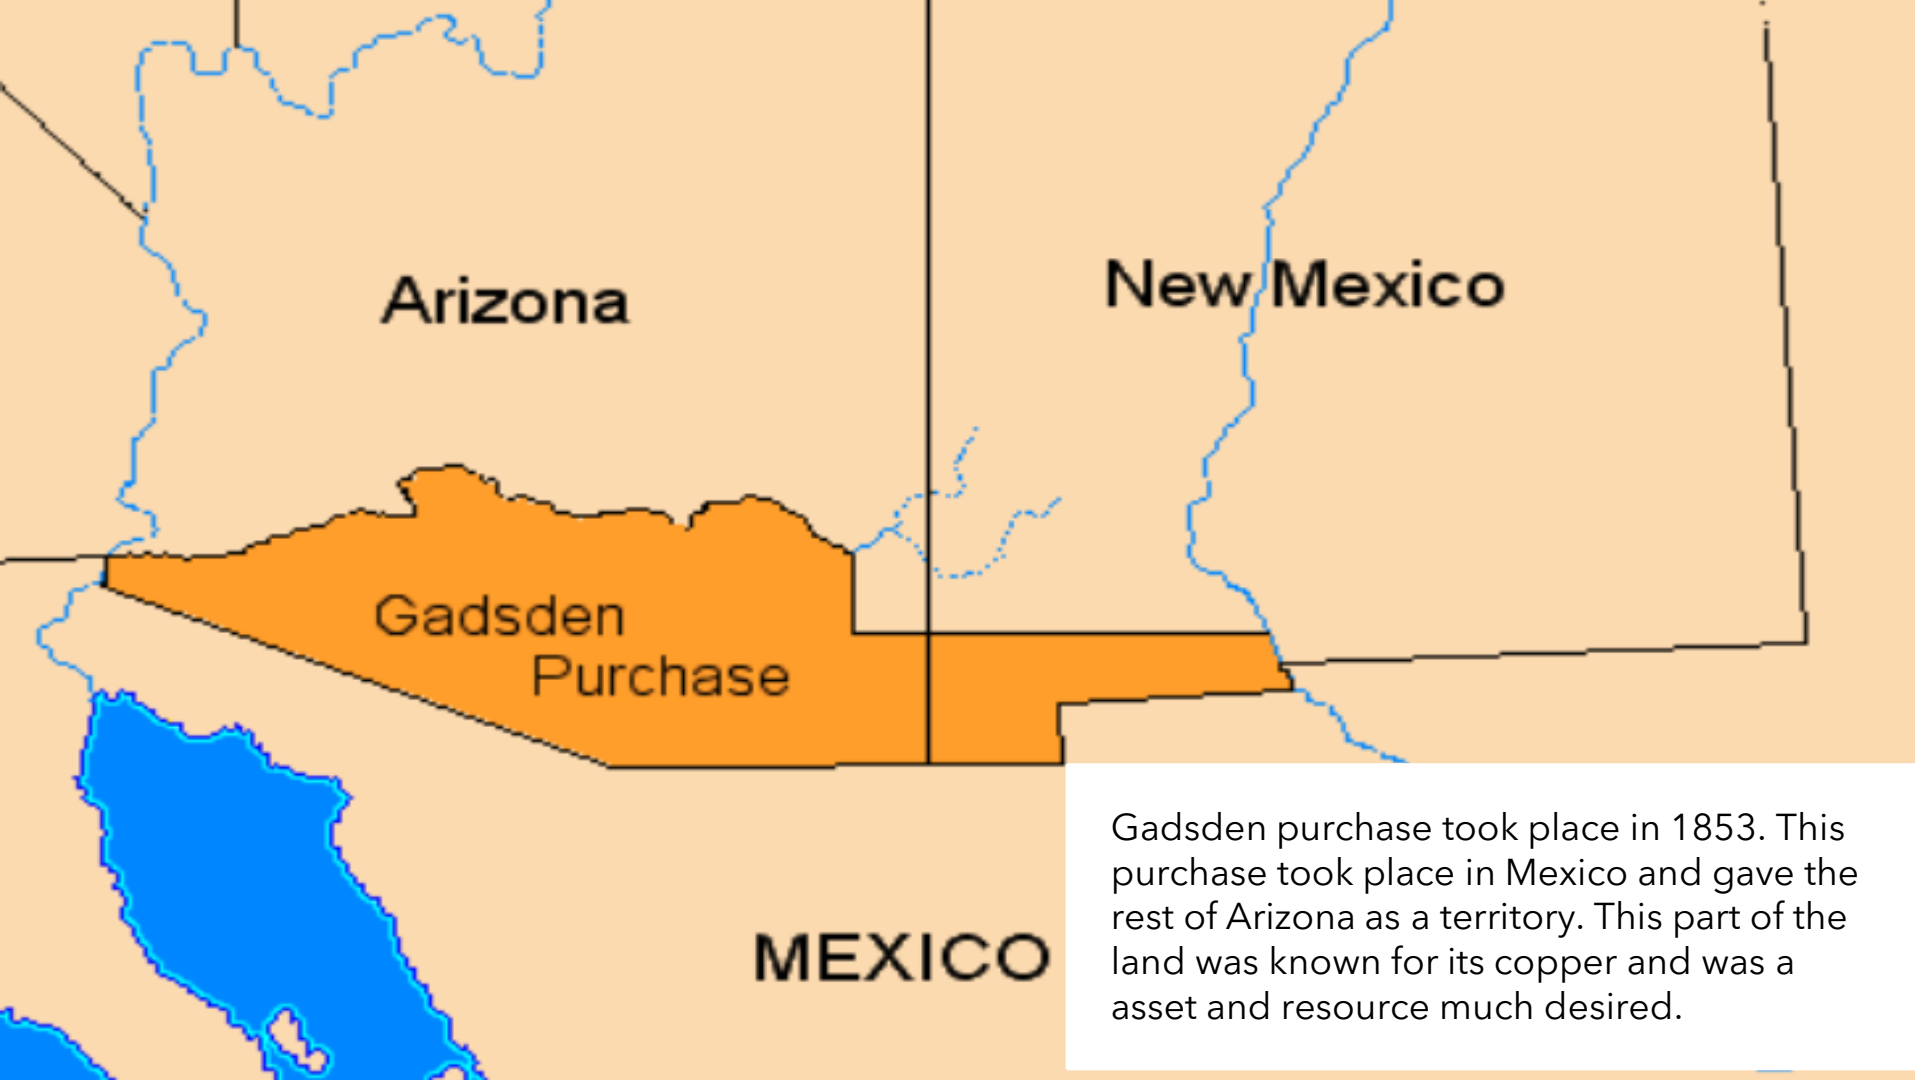 Arizona
New Mexico
Gadsden
Purchase
MEXICO
Gadsden purchase took place in 1853. This
purchase took place in Mexico and gave the
rest of Arizona as a territory. This part of the
land was known for its copper and was a
asset and resource much desired.